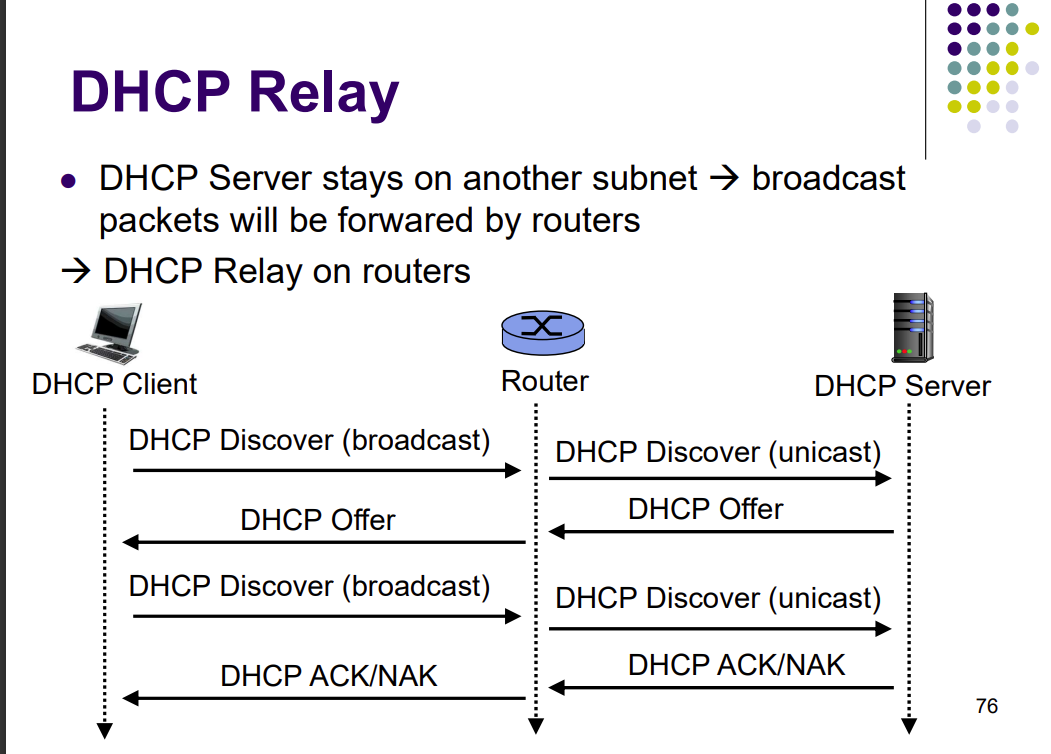 DHCP Relay
● DHCP Server stays on another subnet → broadcast
packets will be forwared by routers
→ DHCP Relay on routers
DHCP Client
Router
DHCP Server
DHCP Discover (broadcast)
DHCP Discover (unicast)
DHCP Offer
DHCP Offer
DHCP Discover (broadcast)
DHCP Discover (unicast)
DHCP ACK/NAK
DHCP ACK/NAK
76